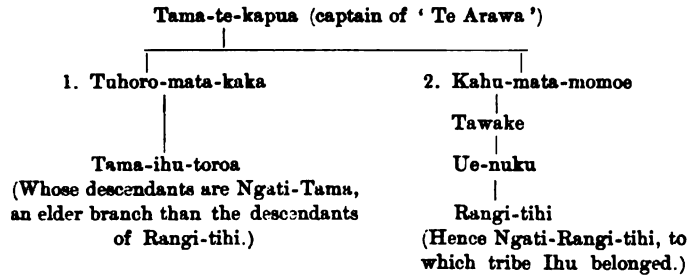 Tama-te-kapua (captain of ‘ Te Arawa ’)
1. Tuhoro-mata-kaka
2. Kahu-mata-momoe
Tawake
Tama-ihu-toroa
Ue-nuku
(Whose descendants are Ngati-Tama,
an elder branch than the descendants
of Rangi-tihi.)
Rangi-tihi
(Hence Ngati-Rangi-tihi, to
which tribe Ihu belonged.)